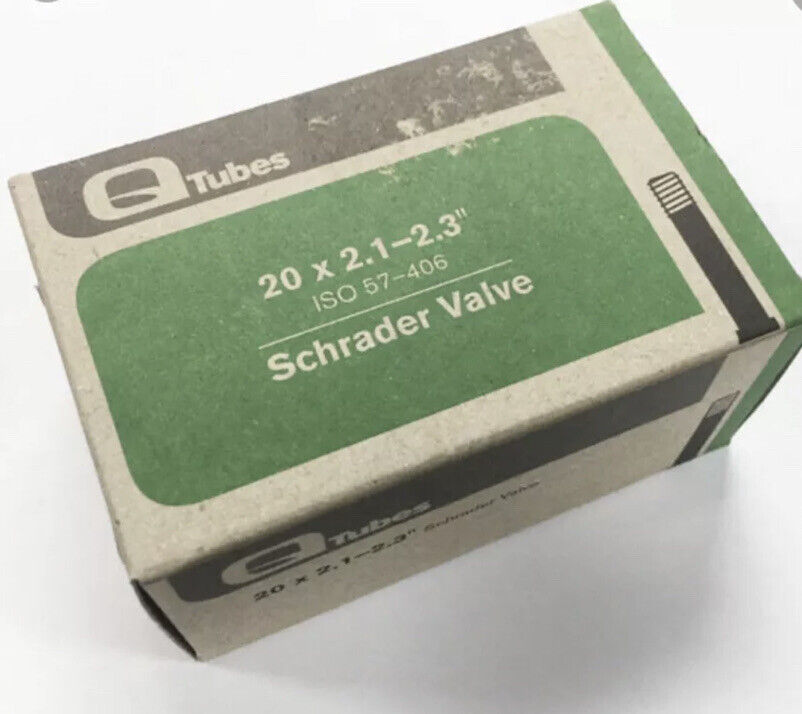 Q Tubes
20 x 2.1–2.3"
ISO 57–406
Schrader Valve
Q Tubes
20 x 2.1–2.3" Schrader Valve